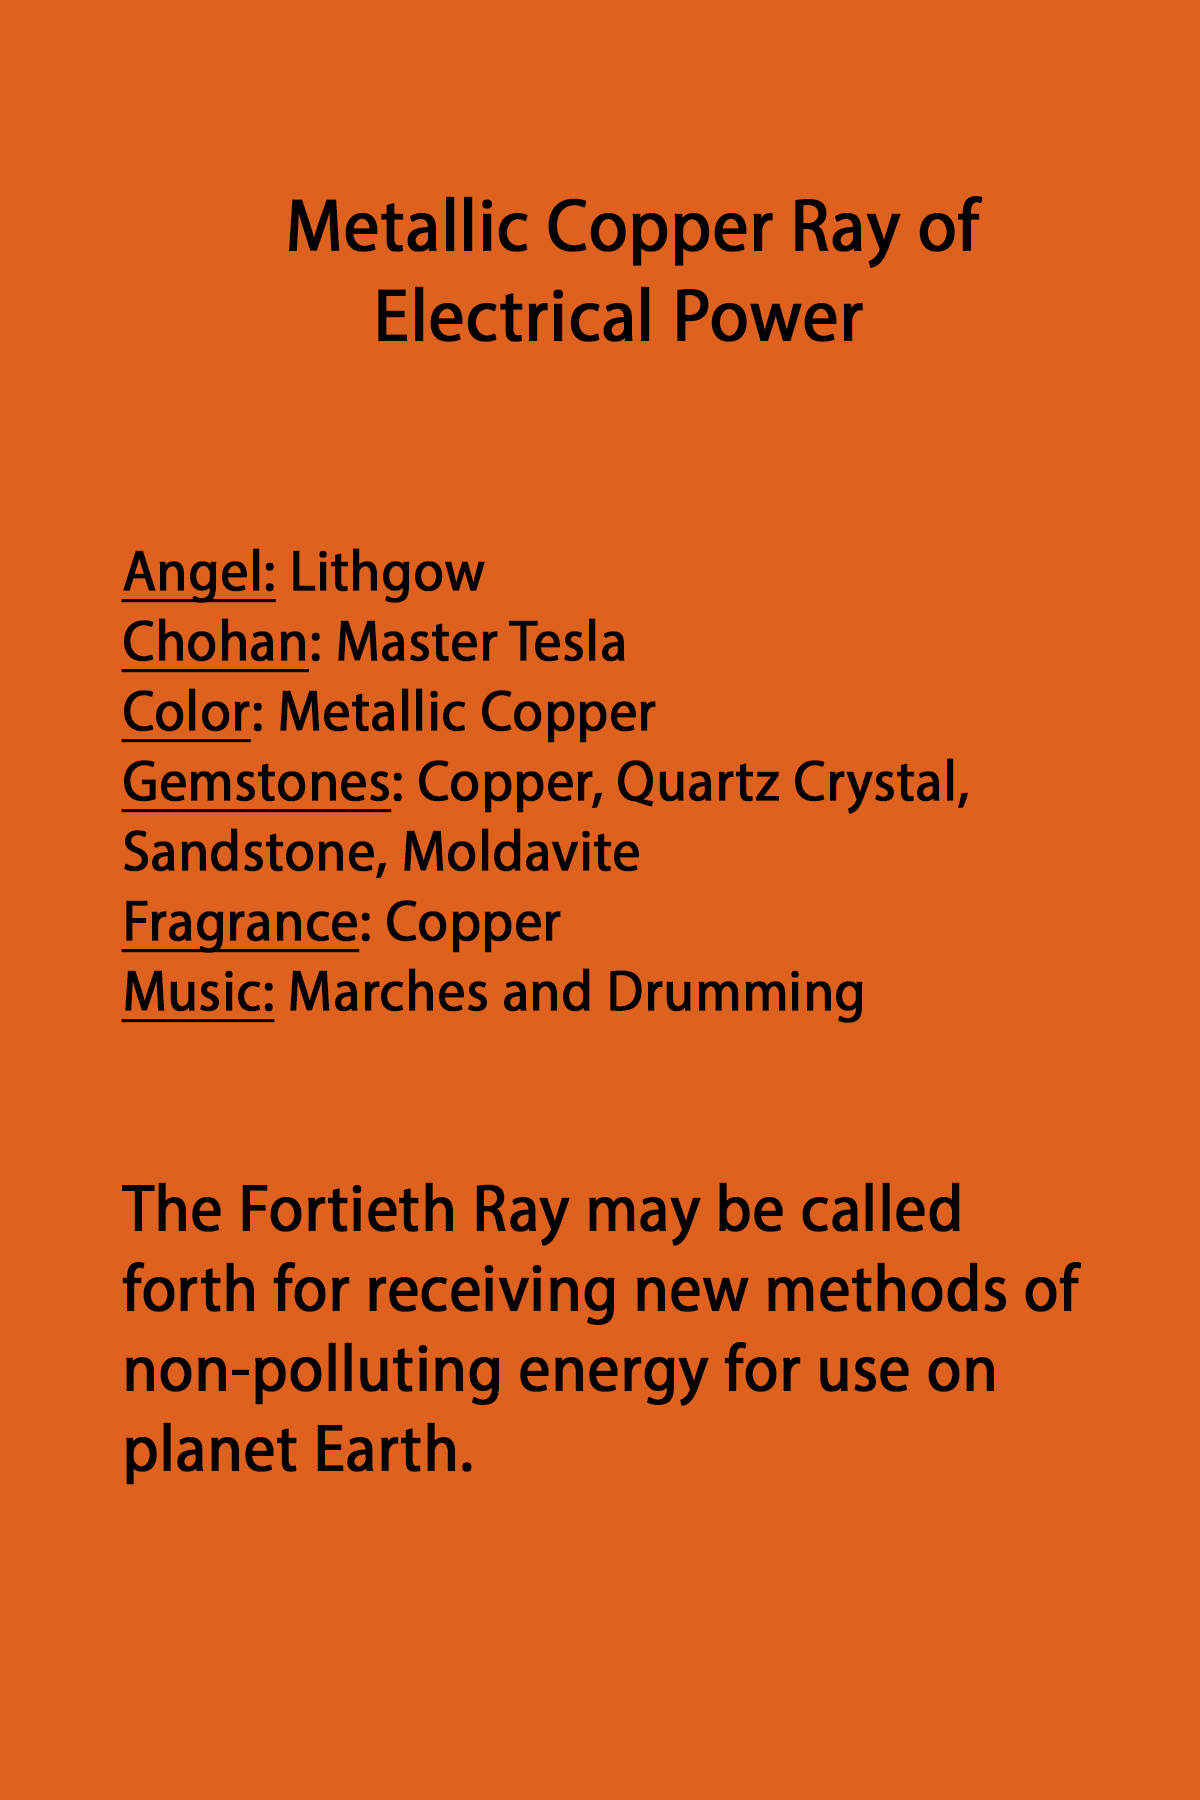 Metallic Copper Ray of
Electrical Power
Angel: Lithgow
Chohan: Master Tesla
Color: Metallic Copper
Gemstones: Copper, Quartz Crystal,
Sandstone, Moldavite
Fragrance: Copper
Music: Marches and Drumming
The Fortieth Ray may be called
forth for receiving new methods of
non-polluting energy for use on
planet Earth.